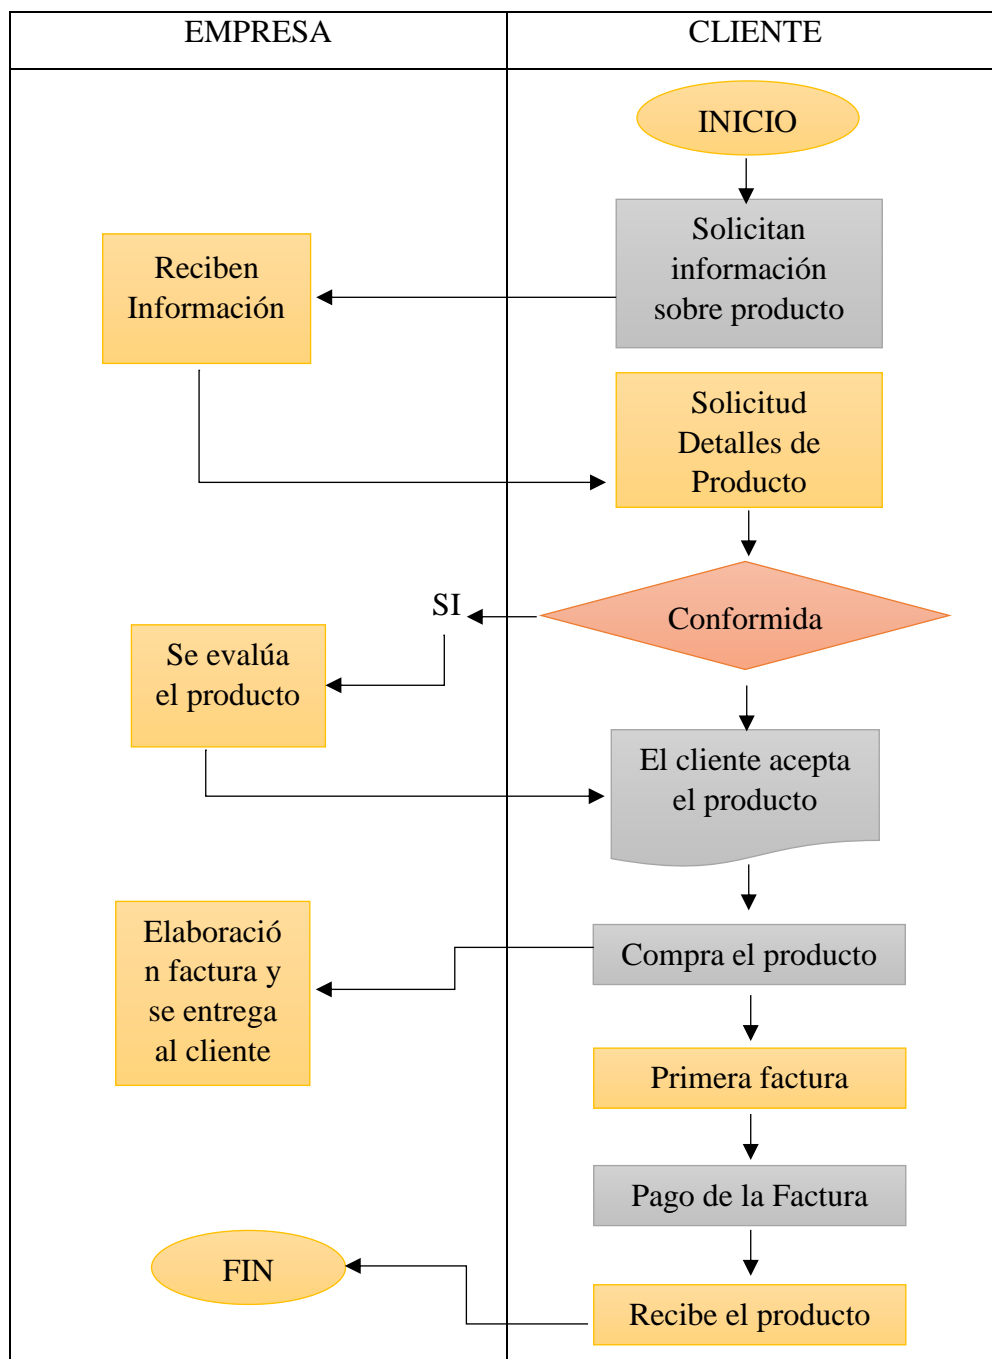 EMPRESA
CLIENTE
INICIO
Solicitan
información
sobre producto
Reciben
Información
Solicitud
Detalles de
Producto
Conformida
SI
Se evalúa
el producto
El cliente acepta
el producto
Compra el producto
Elaboració
n factura y
se entrega
al cliente
Primera factura
Pago de la Factura
Recibe el producto
FIN